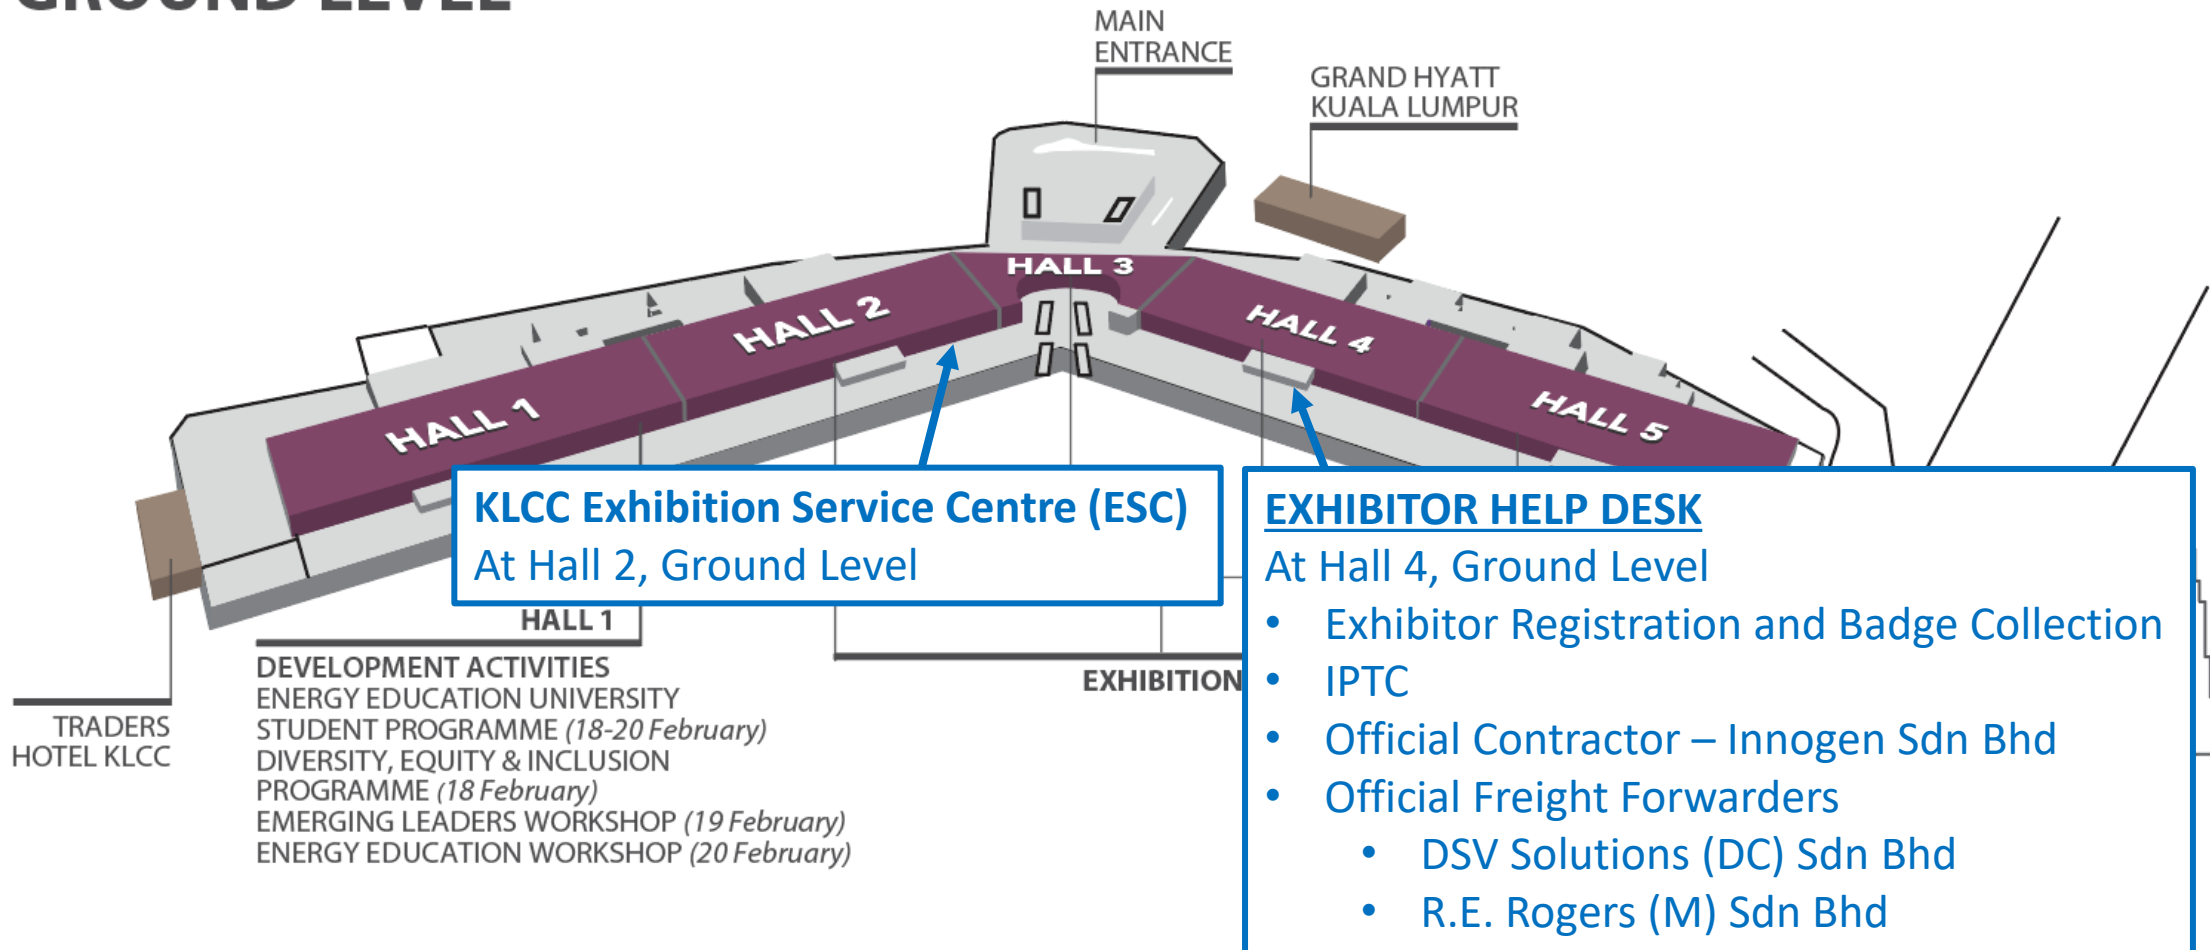 GROUND LEVEL
MAIN
ENTRANCE
GRAND HYATT
KUALA LUMPUR
HALL 3
HALL 2
HALL 4
HALL 1
HALL 5
KLCC Exhibition Service Centre (ESC)
At Hall 2, Ground Level
EXHIBITOR HELP DESK
At Hall 4, Ground Level
• Exhibitor Registration and Badge Collection
• IPTC
• Official Contractor – Innogen Sdn Bhd
• Official Freight Forwarders
• DSV Solutions (DC) Sdn Bhd
• R.E. Rogers (M) Sdn Bhd
HALL 1
DEVELOPMENT ACTIVITIES
ENERGY EDUCATION UNIVERSITY
STUDENT PROGRAMME (18-20 February)
DIVERSITY, EQUITY & INCLUSION
PROGRAMME (18 February)
EMERGING LEADERS WORKSHOP (19 February)
ENERGY EDUCATION WORKSHOP (20 February)
EXHIBITION
TRADERS
HOTEL KLCC